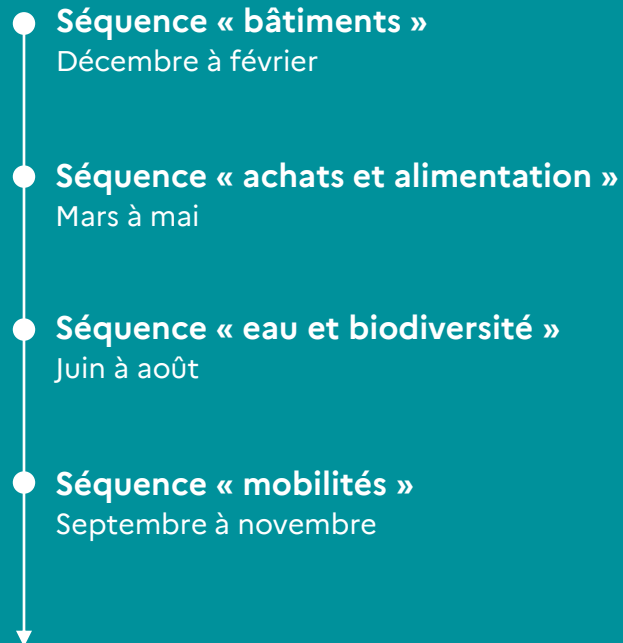 Séquence « bâtiments »
Décembre à février
Séquence « achats et alimentation »
Mars à mai
Séquence « eau et biodiversité »
Juin à août
Séquence « mobilités »
Septembre à novembre